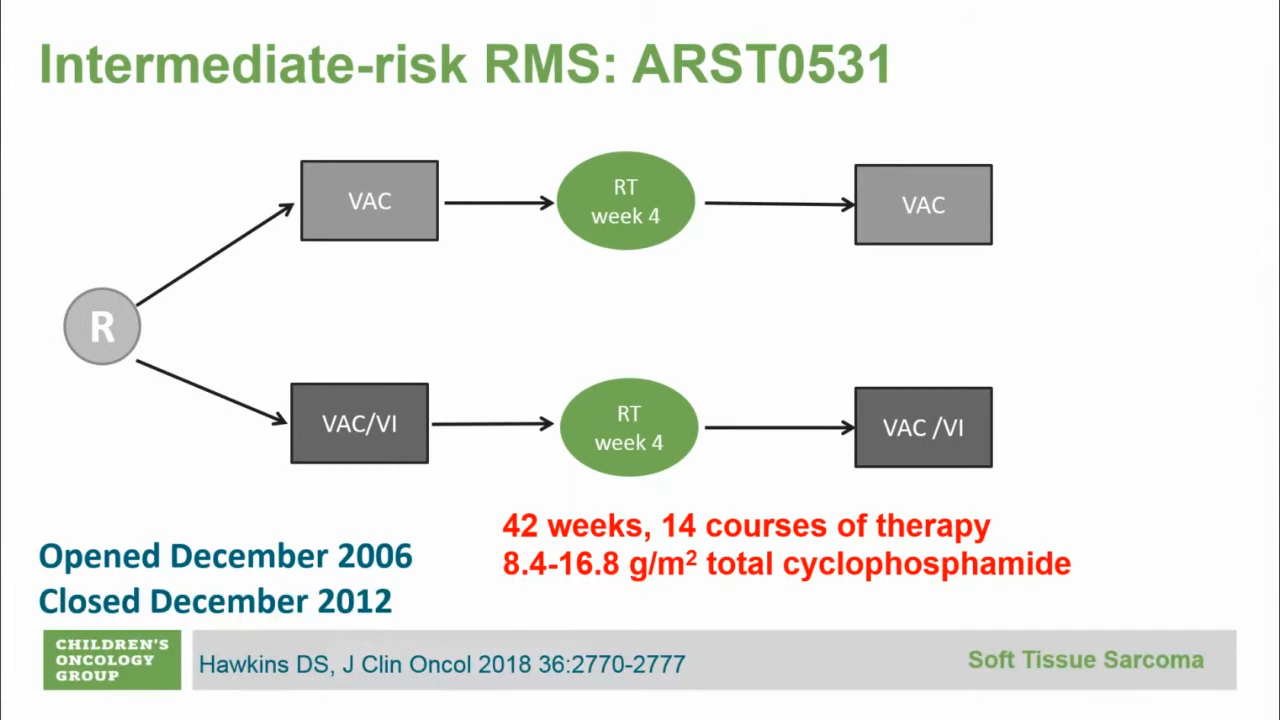 Intermediate-risk RMS: ARST0531
VAC
RT
week 4
VAC
R
VAC/VI
RT
week 4
VAC /VI
42 weeks, 14 courses of therapy
8.4-16.8 g/m² total cyclophosphamide
Opened December 2006
Closed December 2012
CHILDREN'S
ONCOLOGY
GROUP
Hawkins DS, J Clin Oncol 2018 36:2770-2777
Soft Tissue Sarcoma